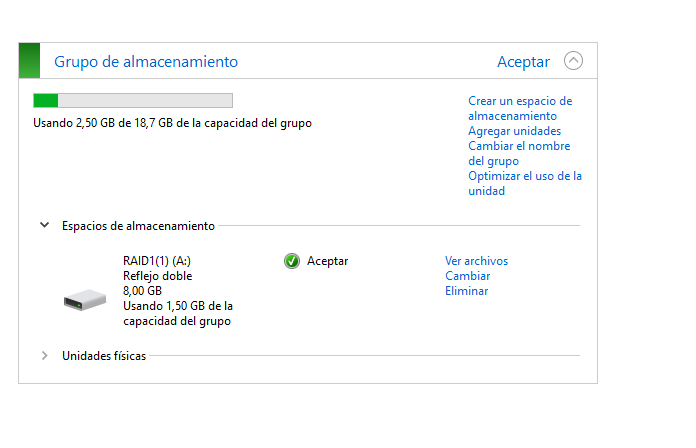 Grupo de almacenamiento
Aceptar
Usando 2,50 GB de 18,7 GB de la capacidad del grupo
Crear un espacio de
almacenamiento
Agregar unidades
Cambiar el nombre
del grupo
Optimizar el uso de la
unidad
Espacios de almacenamiento
RAID1(1) (A:)
Reflejo doble
8,00 GB
Usando 1,50 GB de la
capacidad del grupo
Aceptar
Ver archivos
Cambiar
Eliminar
Unidades físicas